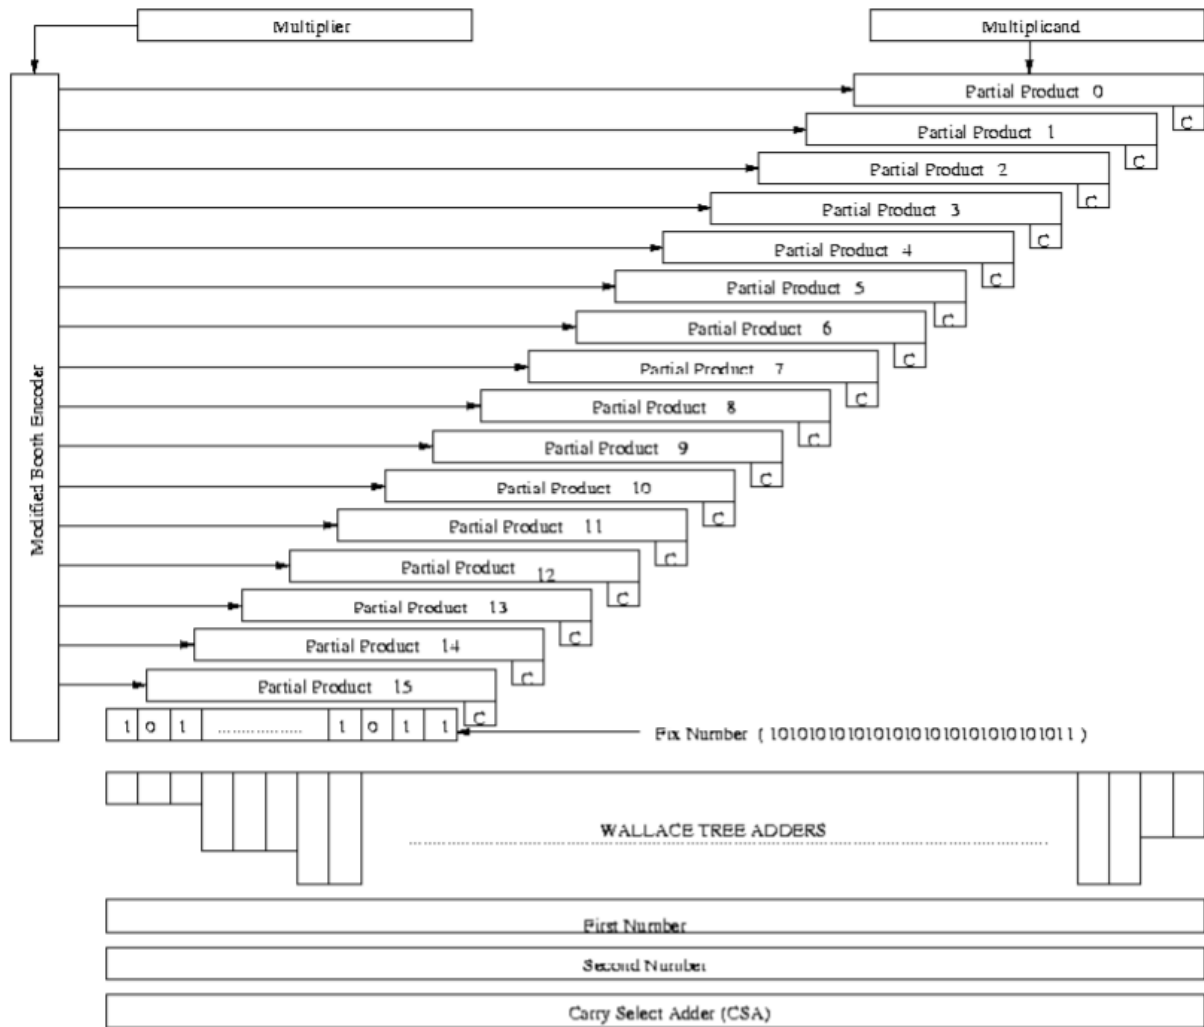 Multiplier
Multiplicand
Modified Booth Encoder
Partial Product 0
C
Partial Product 1
C
Partial Product 2
C
Partial Product 3
C
Partial Product 4
C
Partial Product 5
C
Partial Product 6
C
Partial Product 7
C
Partial Product 8
C
Partial Product 9
C
Partial Product 10
C
Partial Product 11
C
Partial Product 12
C
Partial Product 13
C
Partial Product 14
C
Partial Product 15
C
1 0 1 ................. 1 0 1 1
Fix Number ( 10101010101010101010101010101011 )
WALLACE TREE ADDERS
First Number
Second Number
Carry Select Adder (CSA)